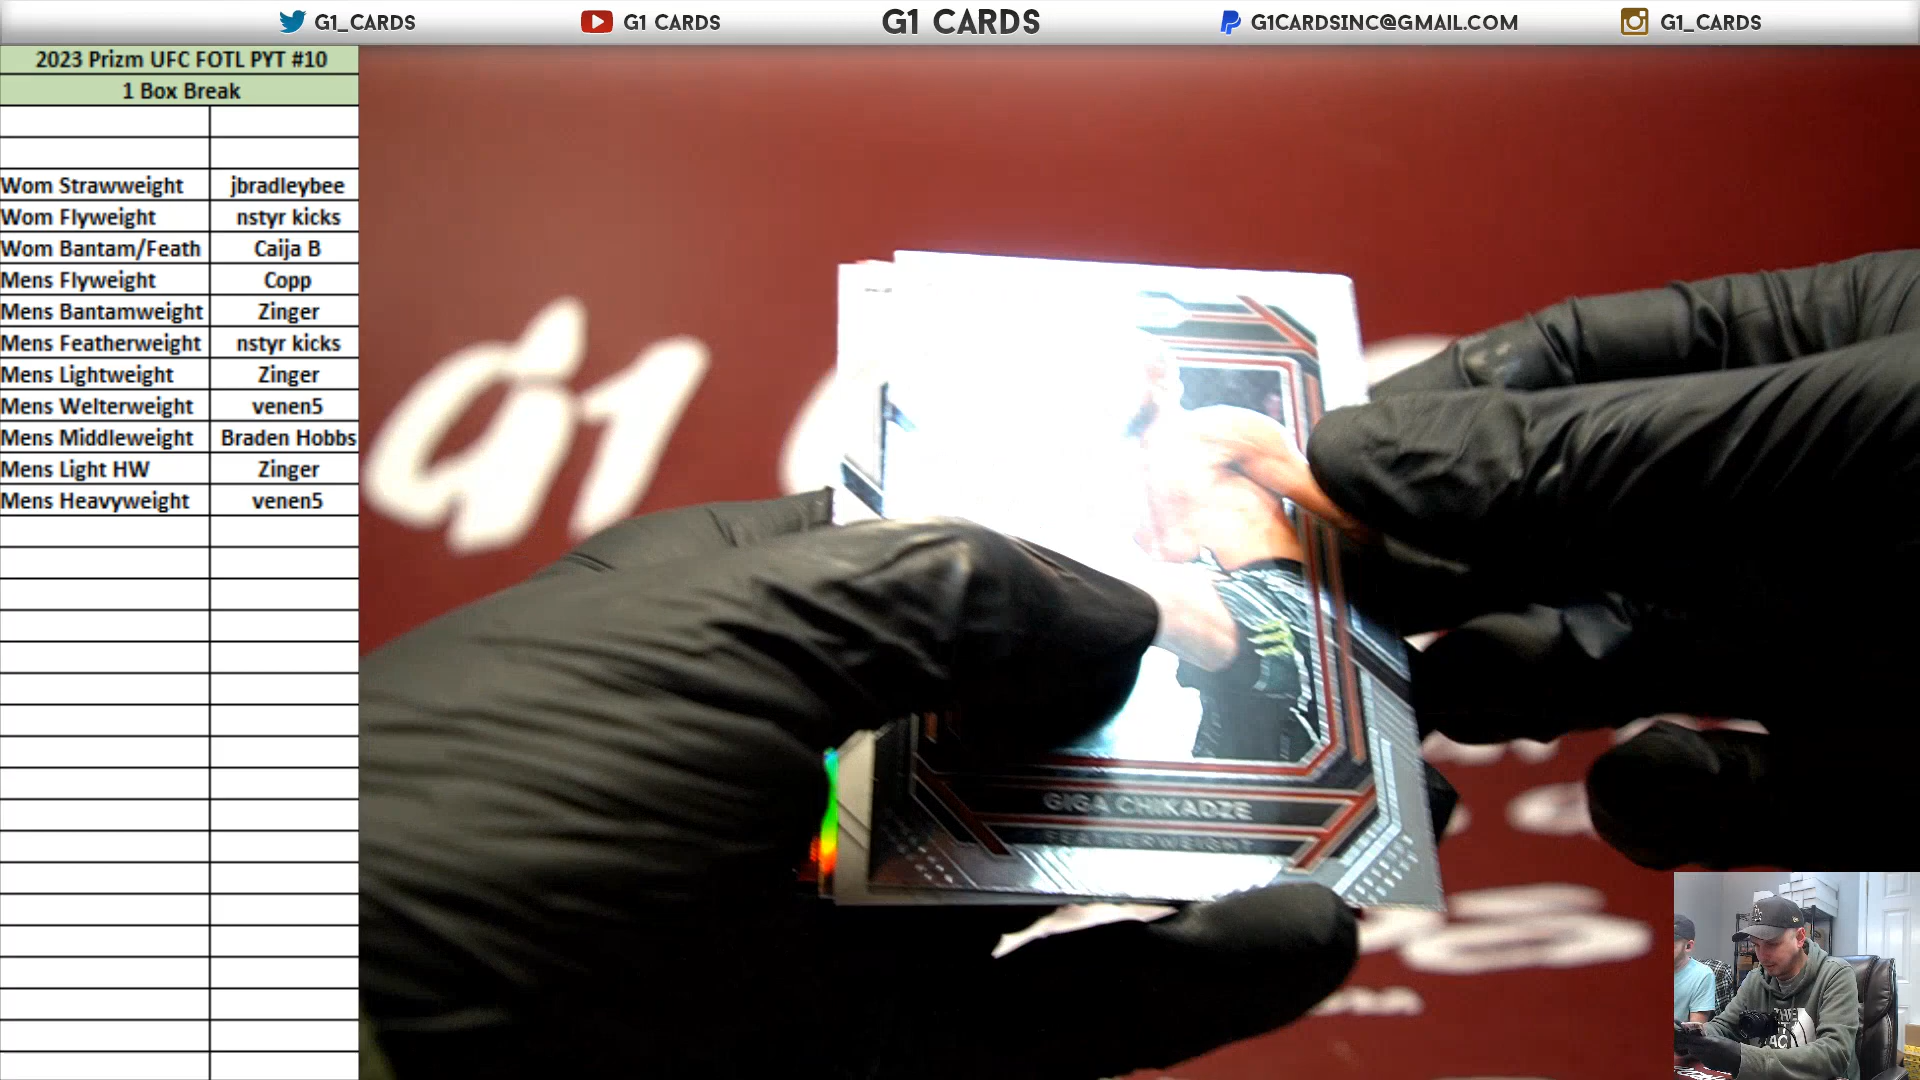 G1_CARDS
G1 CARDS
G1 CARDS
G1CARDSINC@GMAIL.COM
G1_CARDS
2023 Prizm UFC FOTL PYT #10
1 Box Break
Wom Strawweight jbradleybee
Wom Flyweight nstyr kicks
Wom Bantam/Feath Caija B
Mens Flyweight Copp
Mens Bantamweight Zinger
Mens Featherweight nstyr kicks
Mens Lightweight Zinger
Mens Welterweight venen5
Mens Middleweight Braden Hobbs
Mens Light HW Zinger
Mens Heavyweight venen5
G1
GIGA CHIKADZE
FEATHERWEIGHT